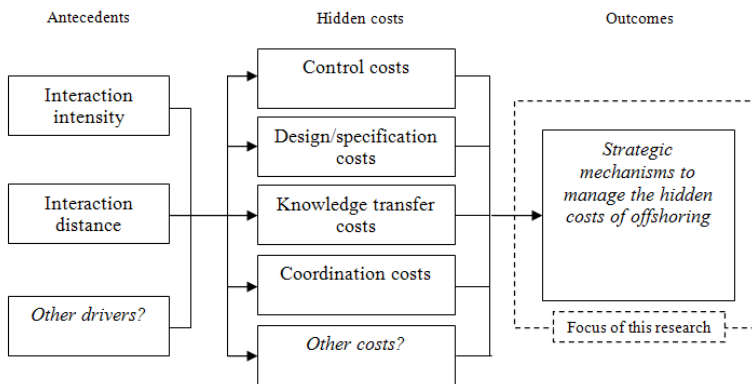 Antecedents
Hidden costs
Outcomes
Interaction
intensity
Interaction
distance
Other drivers?
Control costs
Design/specification
costs
Knowledge transfer
costs
Coordination costs
Other costs?
Strategic
mechanisms to
manage the hidden
costs of offshoring
Focus of this research